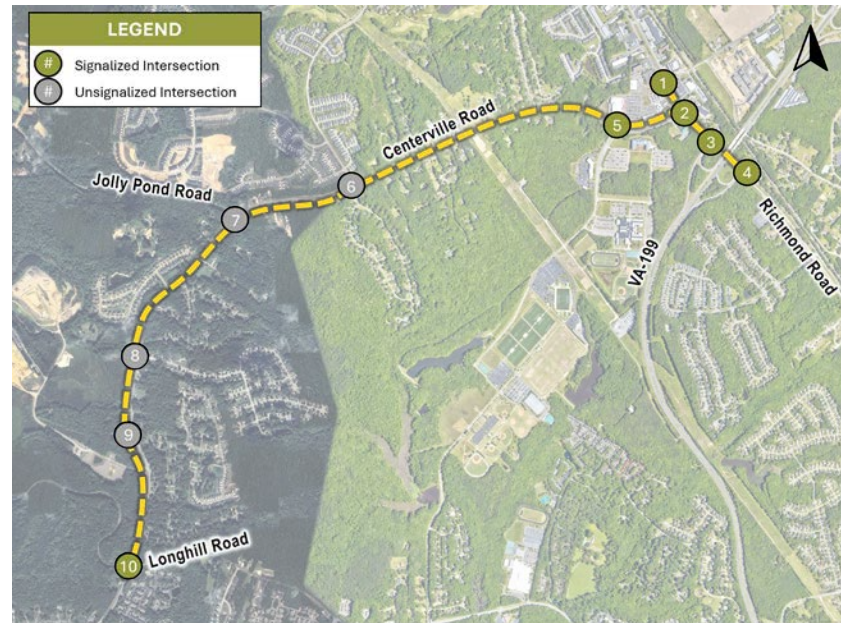 LEGEND
# Signalized Intersection
# Unsignalized Intersection
1
2
3
4
5
Centerville Road
6
Jolly Pond Road
7
Richmond Road
VA-199
8
9
10
Longhill Road